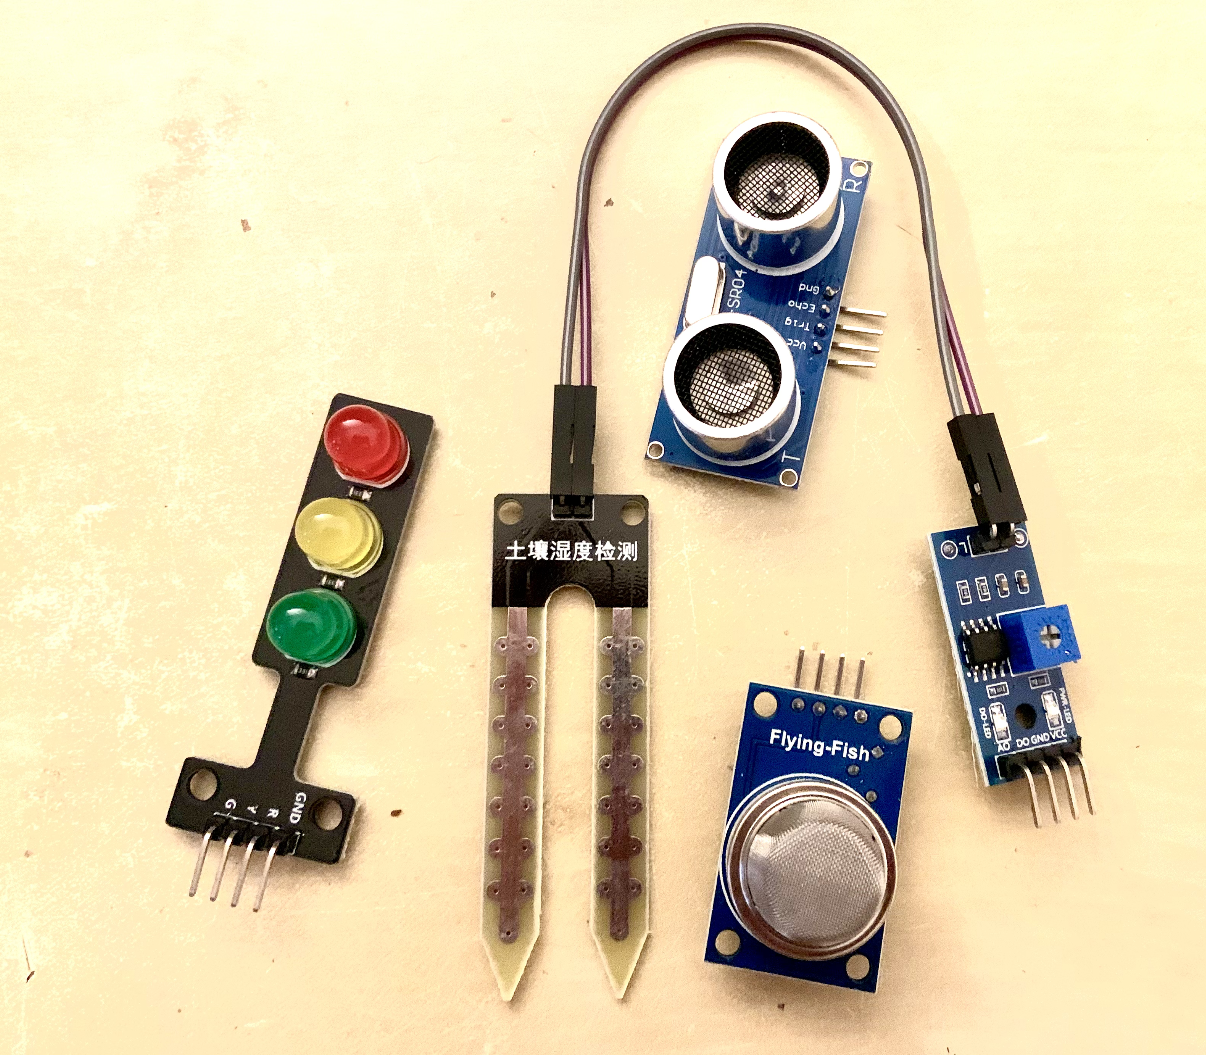 R
SR04
Gnd
Echo
Trig
Vcc
T
土壤湿度检测
Flying-Fish
DO-LED
PWR-LED
AO DO GND VCC
G Y R GND